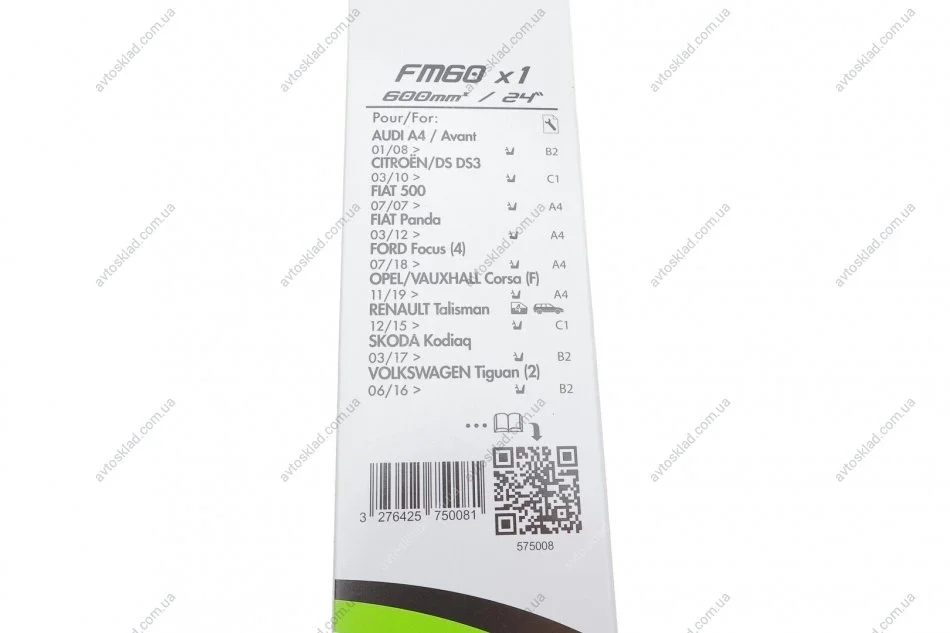 FM60 x1
600mm* / 24"
Pour/For:
AUDI A4 / Avant
01/08 > B2
CITROËN/DS DS3
03/10 > C1
FIAT 500
07/07 > A4
FIAT Panda
03/12 > A4
FORD Focus (4)
07/18 > A4
OPEL/VAUXHALL Corsa (F)
11/19 > A4
RENAULT Talisman
12/15 > C1
SKODA Kodiaq
03/17 > B2
VOLKSWAGEN Tiguan (2)
06/16 > B2
...
3 276425 750081
575008
avtosklad.com.ua